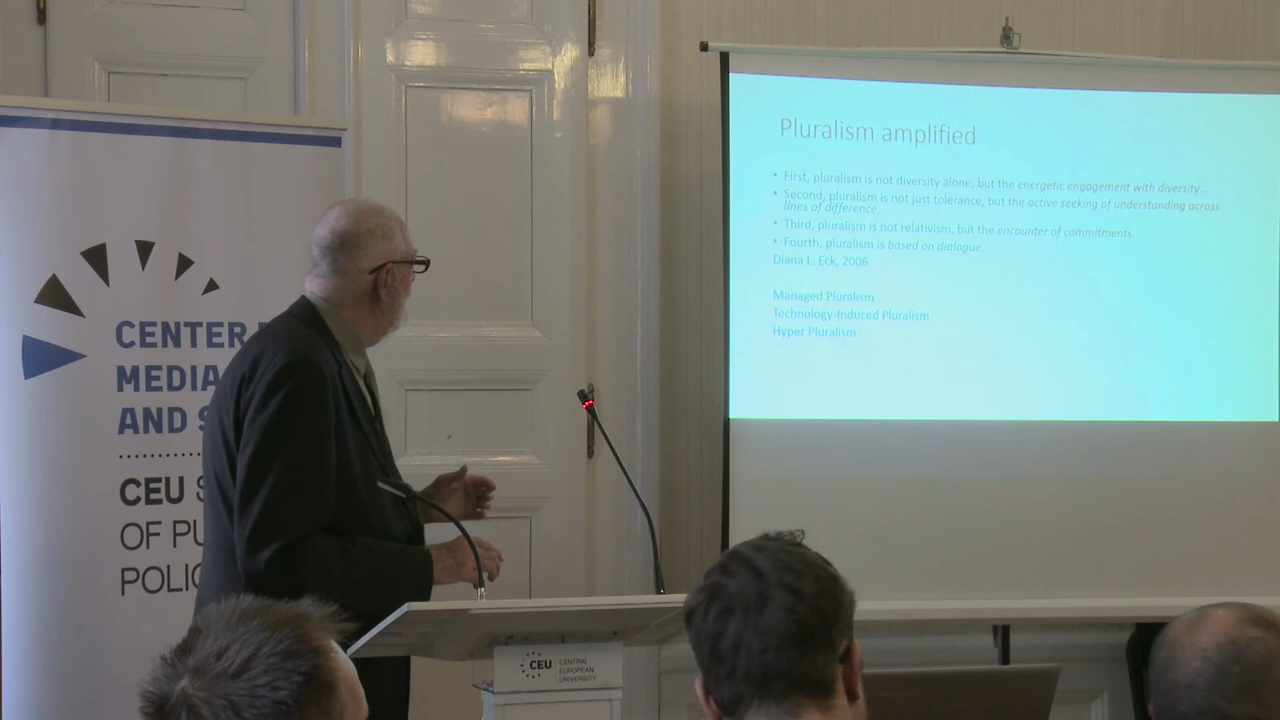 CENTER
MEDIA
AND
CEU
OF
Pluralism amplified
• First, pluralism is not diversity alone, but the energetic engagement with diversity..
• Second, pluralism is not just tolerance, but the active seeking of understanding across
lines of difference.
• Third, pluralism is not relativism, but the encounter of commitments.
• Fourth, pluralism is based on dialogue.
Diana L. Eck, 2006
Managed Pluralism
Technology-Induced Pluralism
Hyper Pluralism
CEU
CENTRAL
EUROPEAN
UNIVERSITY